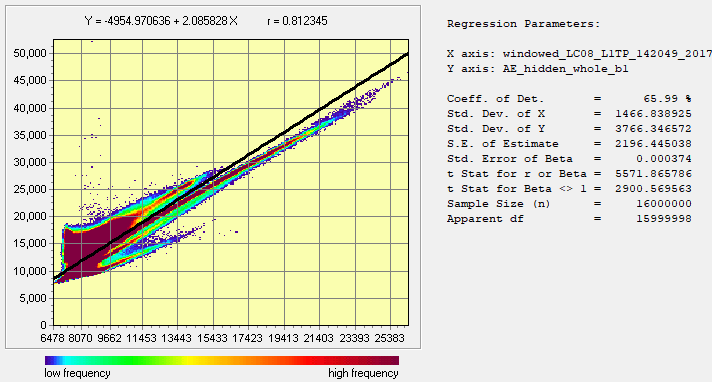 Y = -4954.970636 + 2.085828 X r = 0.812345
50,000
45,000
40,000
35,000
30,000
25,000
20,000
15,000
10,000
5,000
0
6478 8070 9662 11453 13443 15433 17423 19413 21403 23393 25383
low frequency high frequency
Regression Parameters:
X axis: windowed_LC08_L1TP_142049_2017
Y axis: AE_hidden_whole_b1
Coeff. of Det. = 65.99 %
Std. Dev. of X = 1466.838925
Std. Dev. of Y = 3766.346572
S.E. of Estimate = 2196.445038
Std. Error of Beta = 0.000374
t Stat for r or Beta = 5571.865786
t Stat for Beta <> 1 = 2900.569563
Sample Size (n) = 16000000
Apparent df = 15999998